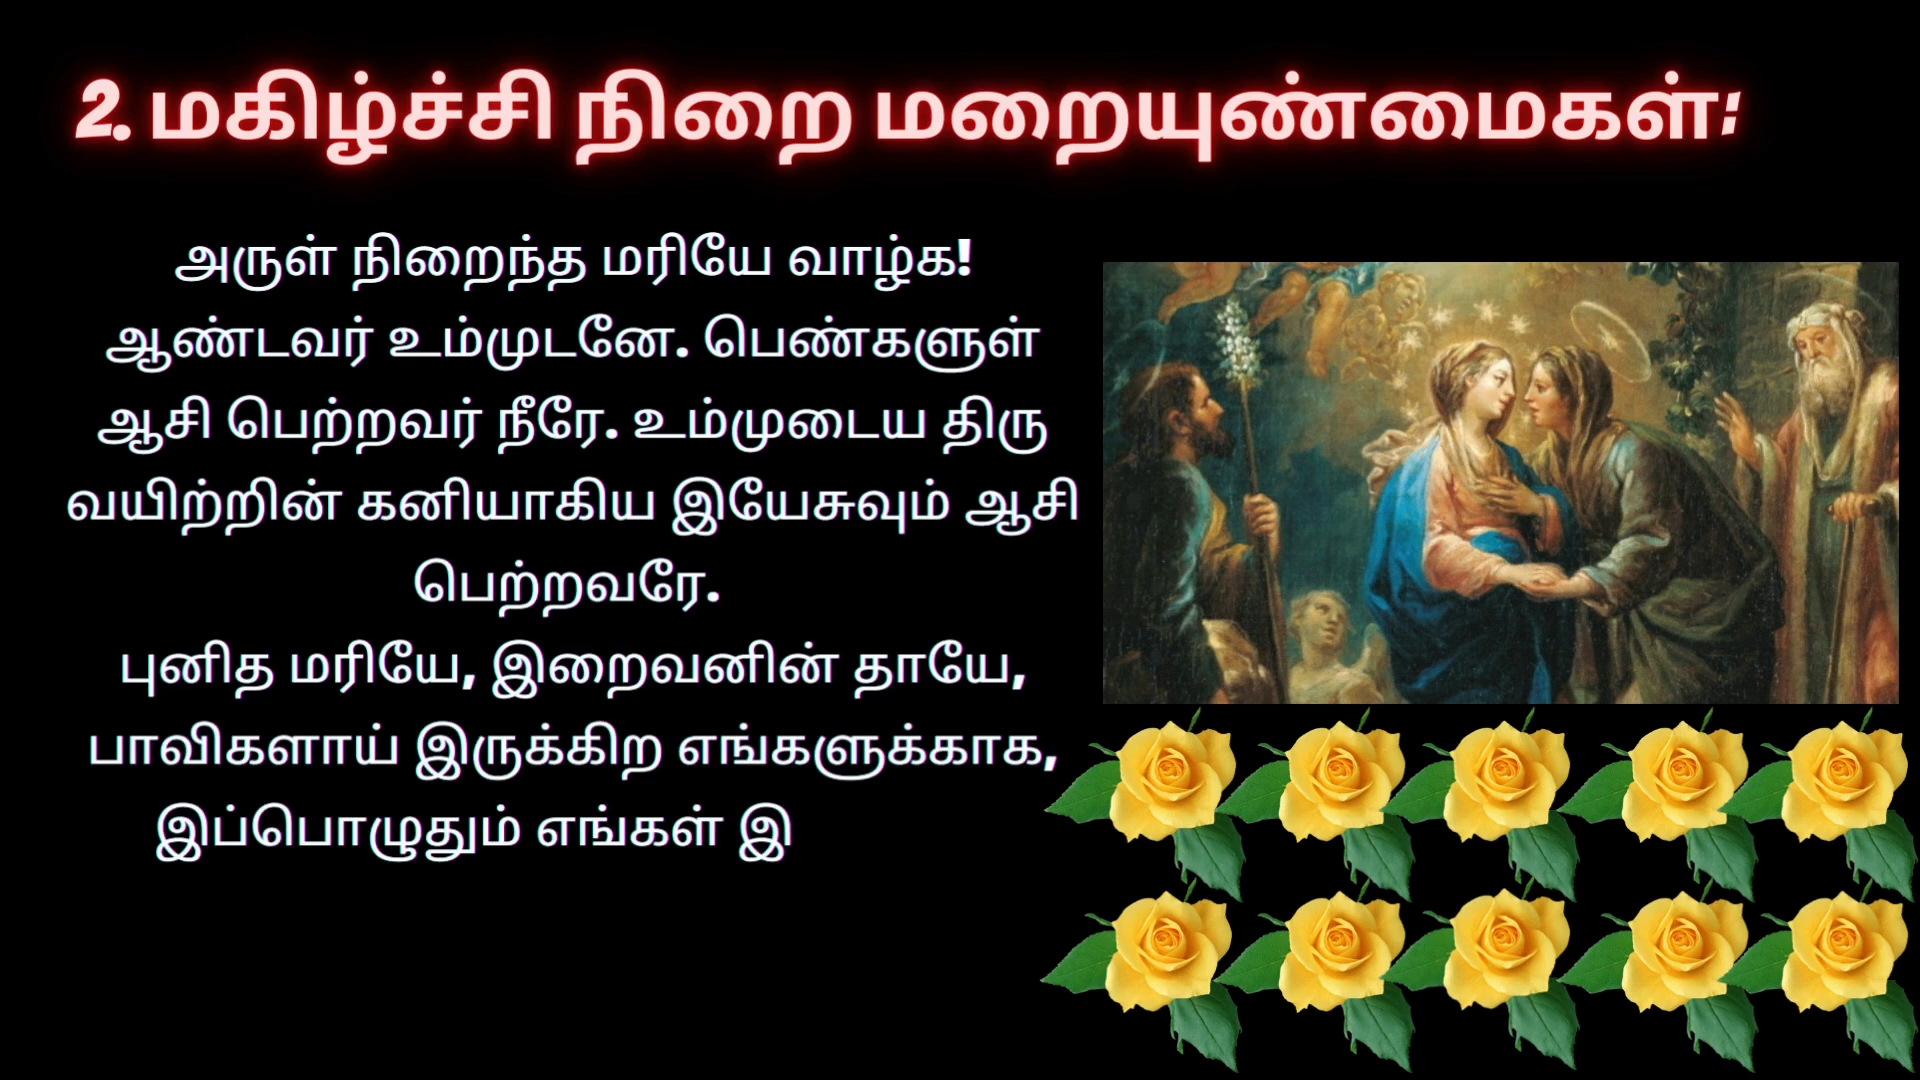 2. மகிழ்ச்சி நிறை மறையுண்மைகள்:
அருள் நிறைந்த மரியே வாழ்க!
ஆண்டவர் உம்முடனே. பெண்களுள்
ஆசி பெற்றவர் நீரே. உம்முடைய திரு
வயிற்றின் கனியாகிய இயேசுவும் ஆசி
பெற்றவரே.
புனித மரியே, இறைவனின் தாயே,
பாவிகளாய் இருக்கிற எங்களுக்காக,
இப்பொழுதும் எங்கள் இ